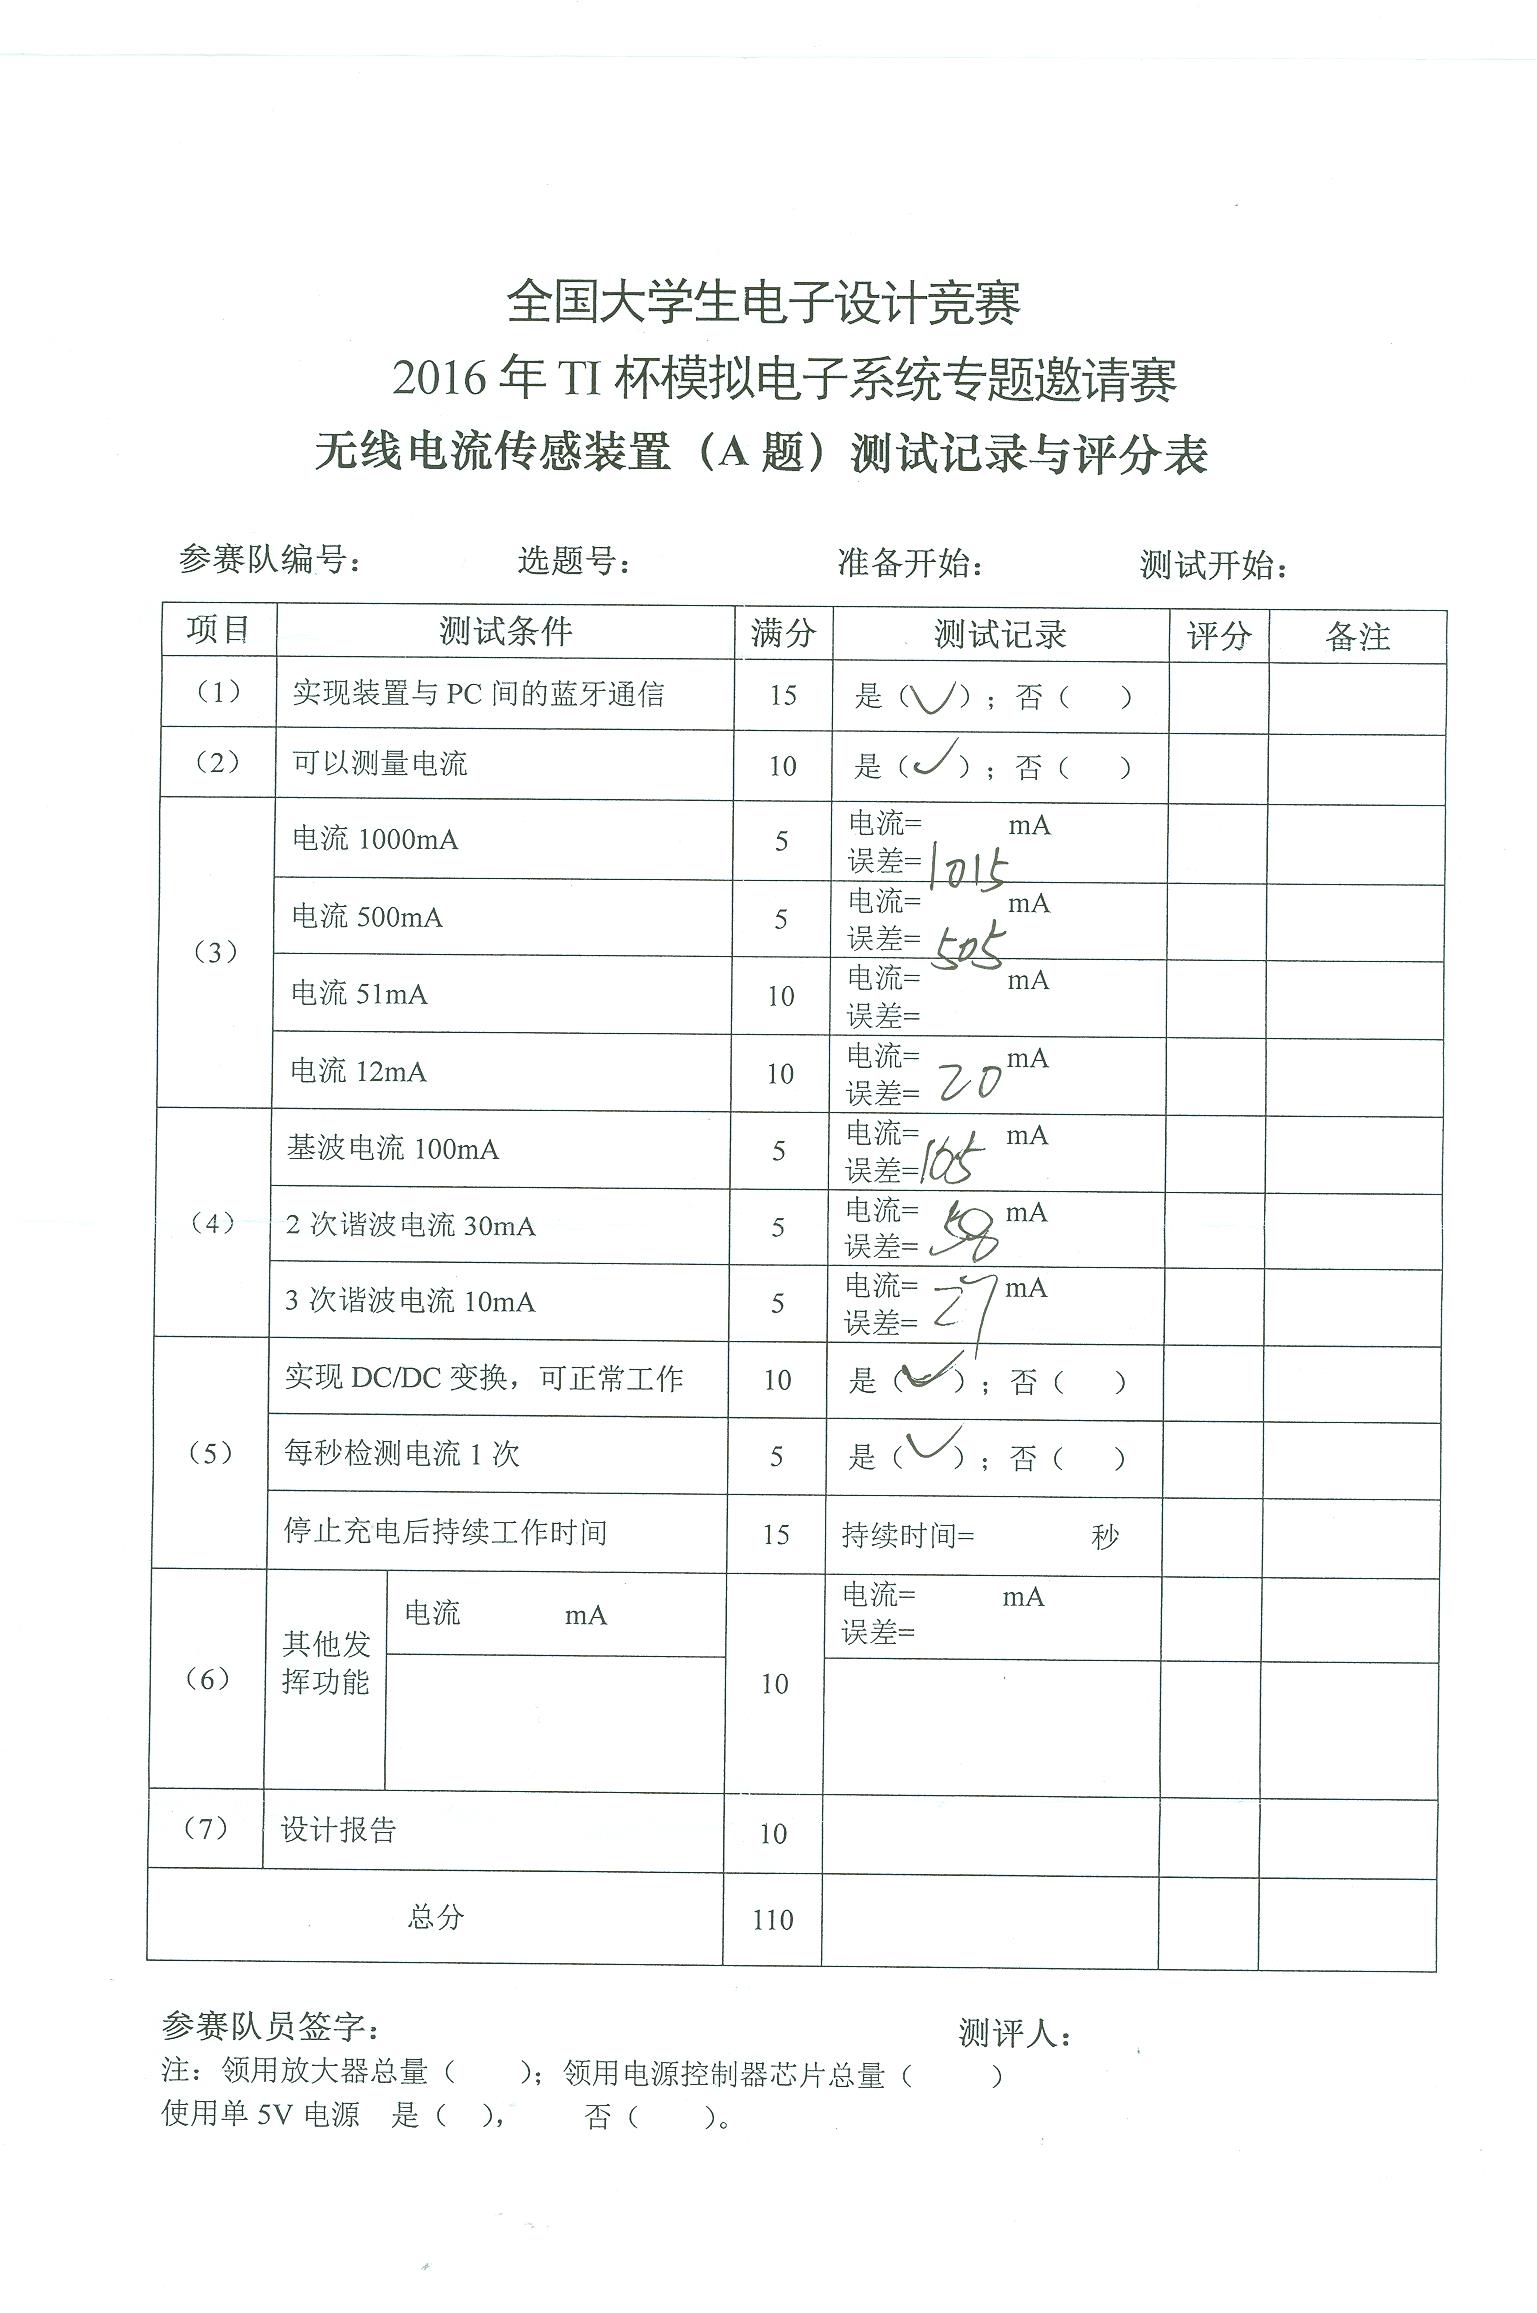 全国大学生电子设计竞赛
2016 年 TI 杯模拟电子系统专题邀请赛
无线电流传感装置（A 题）测试记录与评分表
参赛队编号： 选题号： 准备开始： 测试开始：
项目 测试条件 满分 测试记录 评分 备注
（1） 实现装置与 PC 间的蓝牙通信 15 是（✓）；否（ ）
（2） 可以测量电流 10 是（✓）；否（ ）
（3）
电流 1000mA 5 电流= mA
误差= 1015
电流 500mA 5 电流= mA
误差= 505
电流 51mA 10 电流= mA
误差=
电流 12mA 10 电流= mA
误差= 20
（4）
基波电流 100mA 5 电流= mA
误差= 105
2 次谐波电流 30mA 5 电流= mA
误差= 58
3 次谐波电流 10mA 5 电流= mA
误差= 27
（5）
实现 DC/DC 变换，可正常工作 10 是（✓）；否（ ）
每秒检测电流 1 次 5 是（✓）；否（ ）
停止充电后持续工作时间 15 持续时间= 秒
（6） 其他发挥功能 电流 mA 10 电流= mA
误差=
（7） 设计报告 10
总分 110
参赛队员签字： 测评人：
注：领用放大器总量（ ）；领用电源控制器芯片总量（ ）
使用单 5V 电源 是（ ）， 否（ ）。